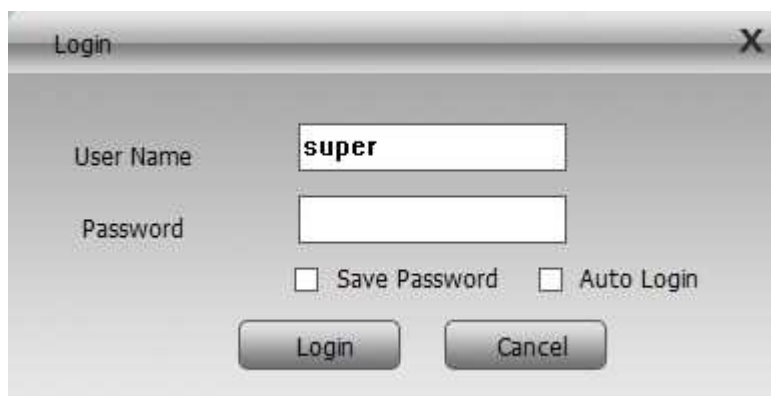 Login X
User Name super
Password
Save Password Auto Login
Login Cancel